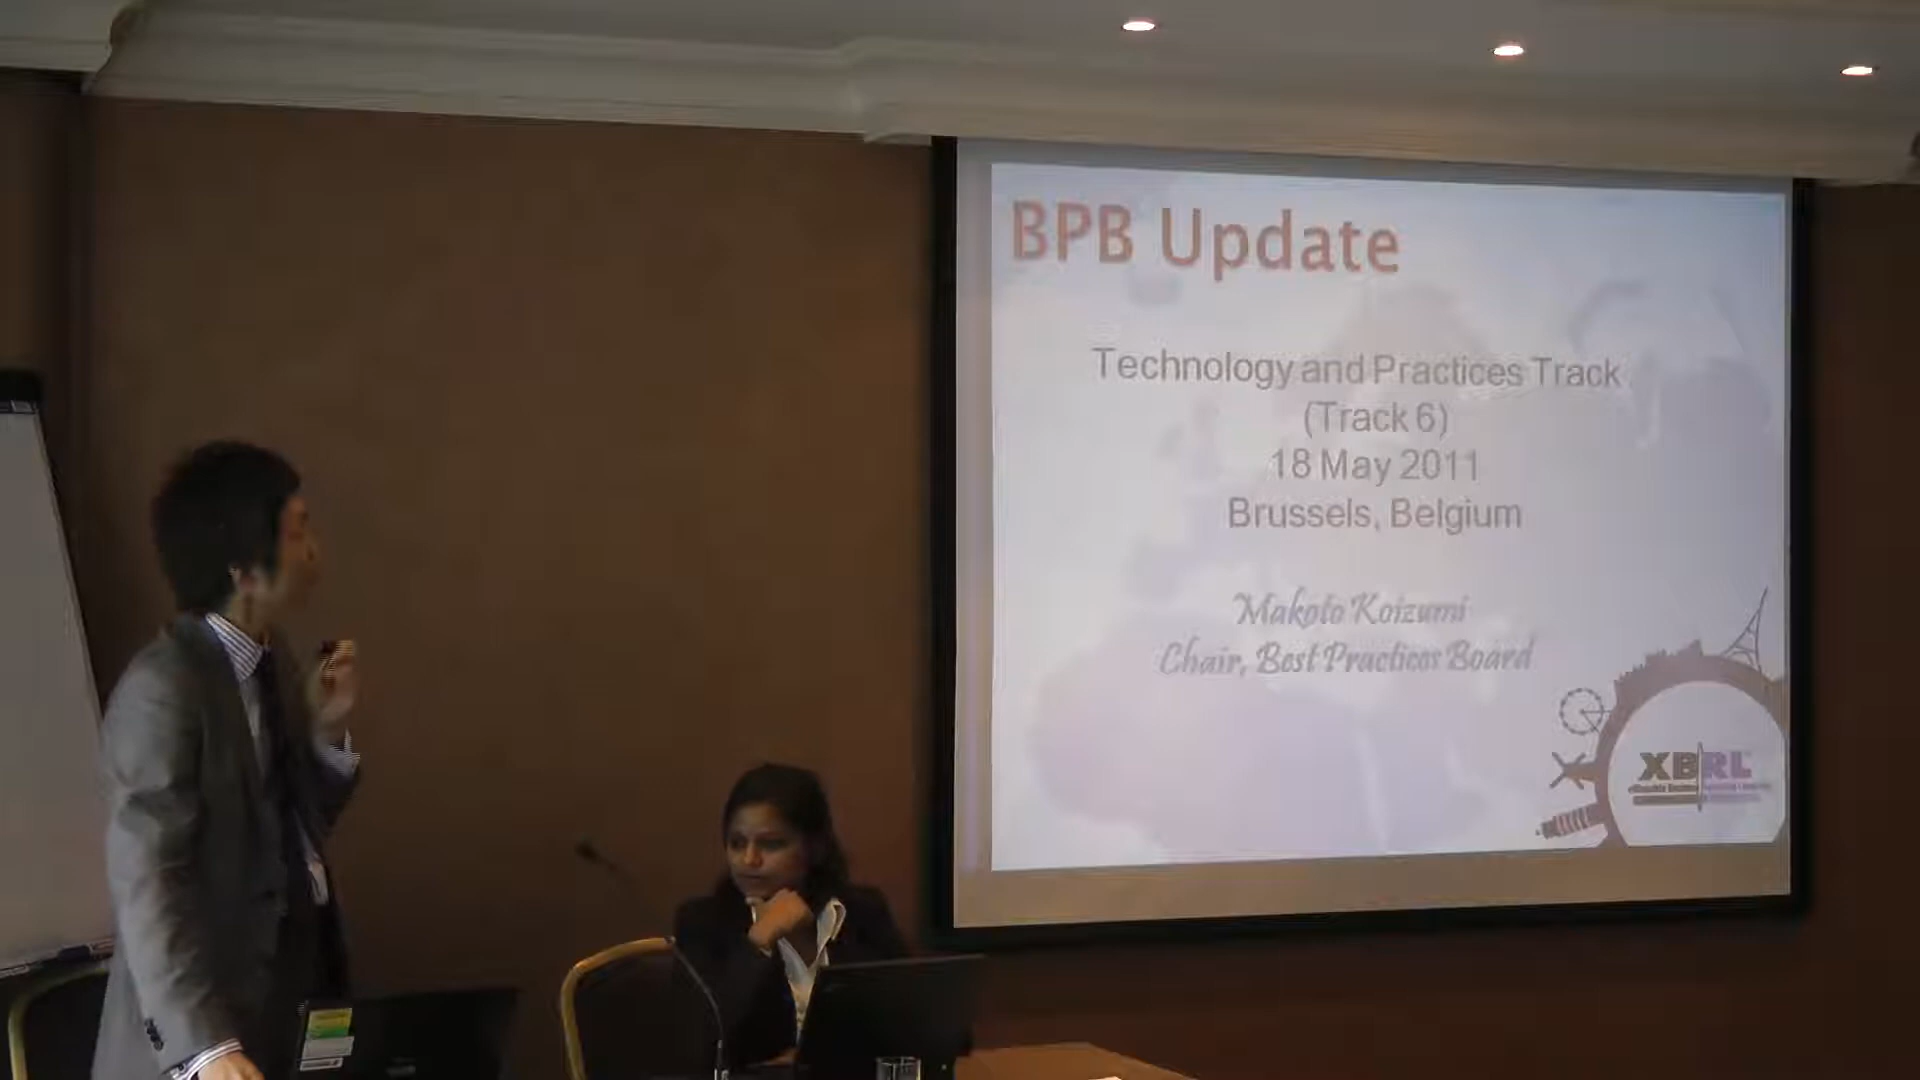 BPB Update
Technology and Practices Track
(Track 6)
18 May 2011
Brussels, Belgium
Makoto Koizumi
Chair, Best Practices Board
XBRL